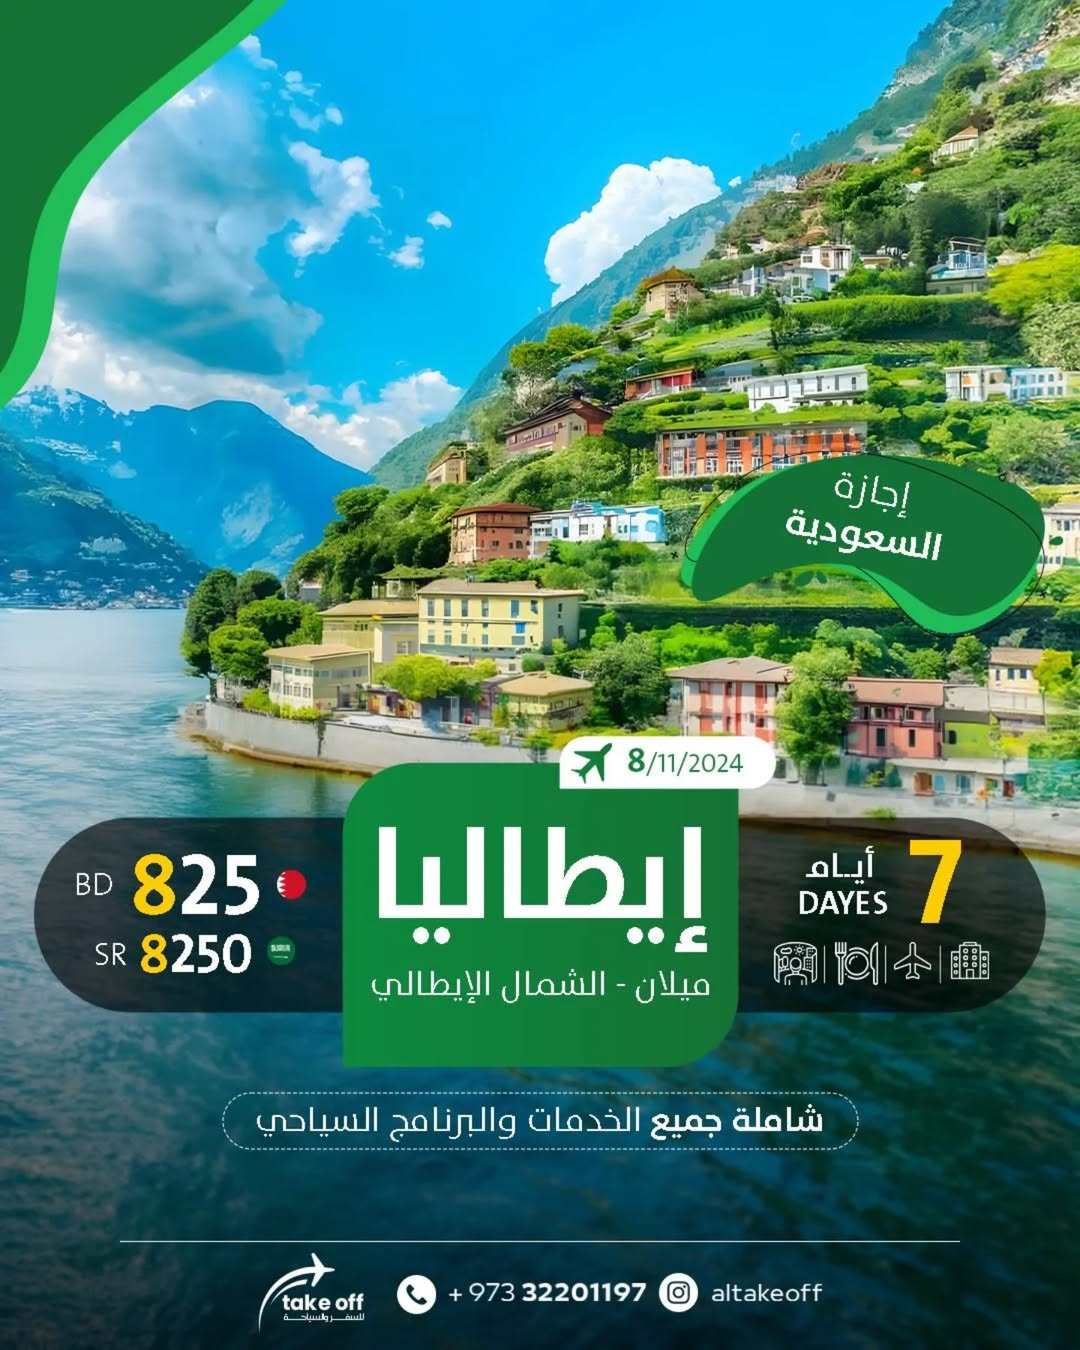 إجازة
السعودية
8/11/2024
إيطاليا
ميلان - الشمال الإيطالي
7
أيام
DAYES
BD 825
SR 8250
شاملة جميع الخدمات والبرنامج السياحي
take off
للسفر والسياحة
+ 973 32201197
altakeoff